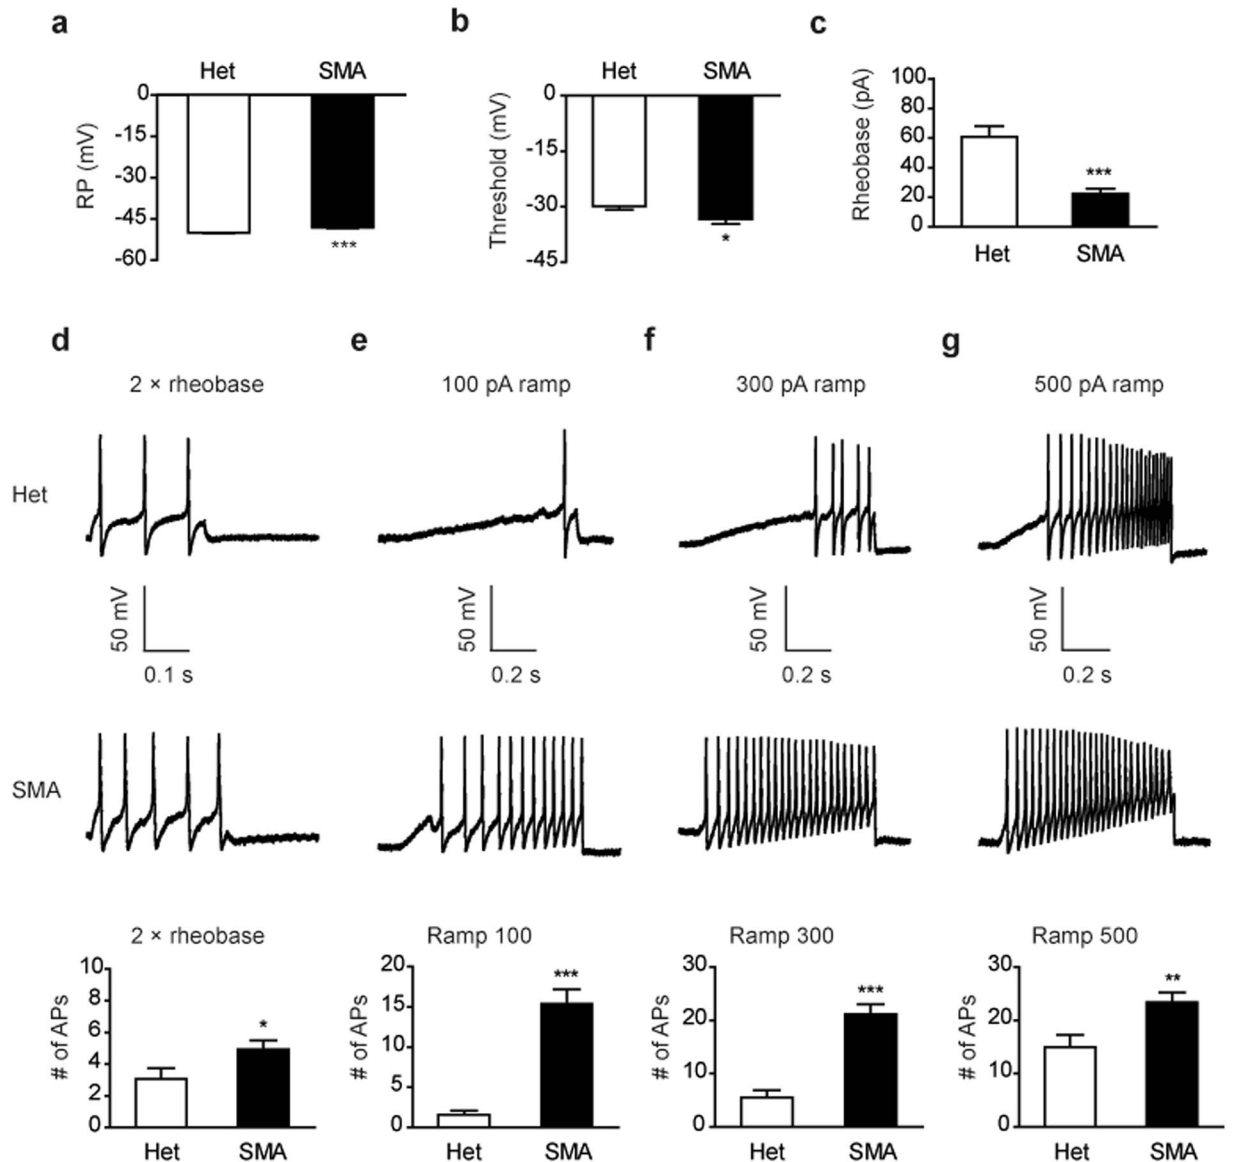 a
b
c
Het SMA
0
-15
-30
-45
-60
RP (mV)
***
Het SMA
0
-15
-30
-45
Threshold (mV)
*
100
80
60
40
20
0
Rheobase (pA)
***
Het SMA
d
e
f
g
2 × rheobase
100 pA ramp
300 pA ramp
500 pA ramp
Het
50 mV
0.1 s
50 mV
0.2 s
50 mV
0.2 s
50 mV
0.2 s
SMA
2 × rheobase
10
8
6
4
2
0
# of APs
*
Het SMA
Ramp 100
20
15
10
5
0
# of APs
***
Het SMA
Ramp 300
30
20
10
0
# of APs
***
Het SMA
Ramp 500
30
20
10
0
# of APs
**
Het SMA